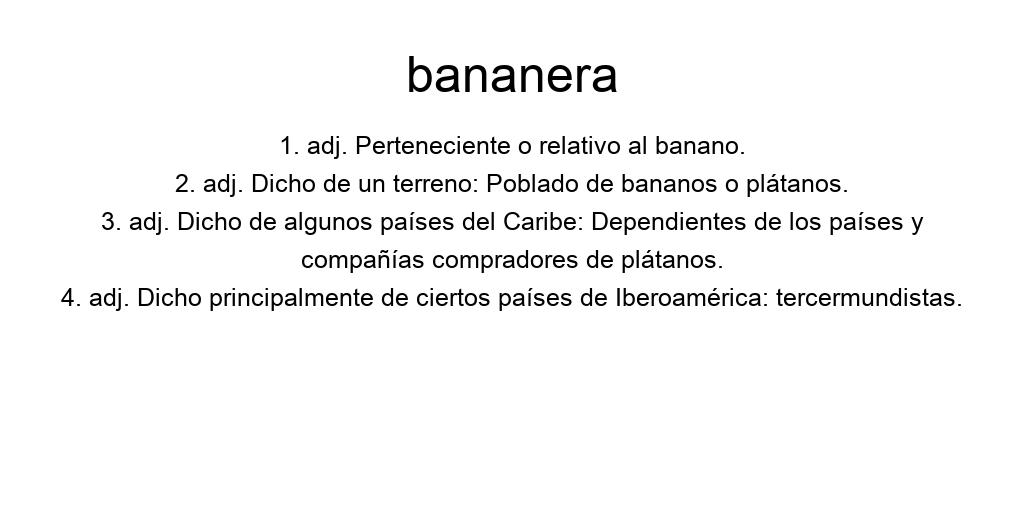 bananera
1. adj. Perteneciente o relativo al banano.
2. adj. Dicho de un terreno: Poblado de bananos o plátanos.
3. adj. Dicho de algunos países del Caribe: Dependientes de los países y
compañías compradores de plátanos.
4. adj. Dicho principalmente de ciertos países de Iberoamérica: tercermundistas.